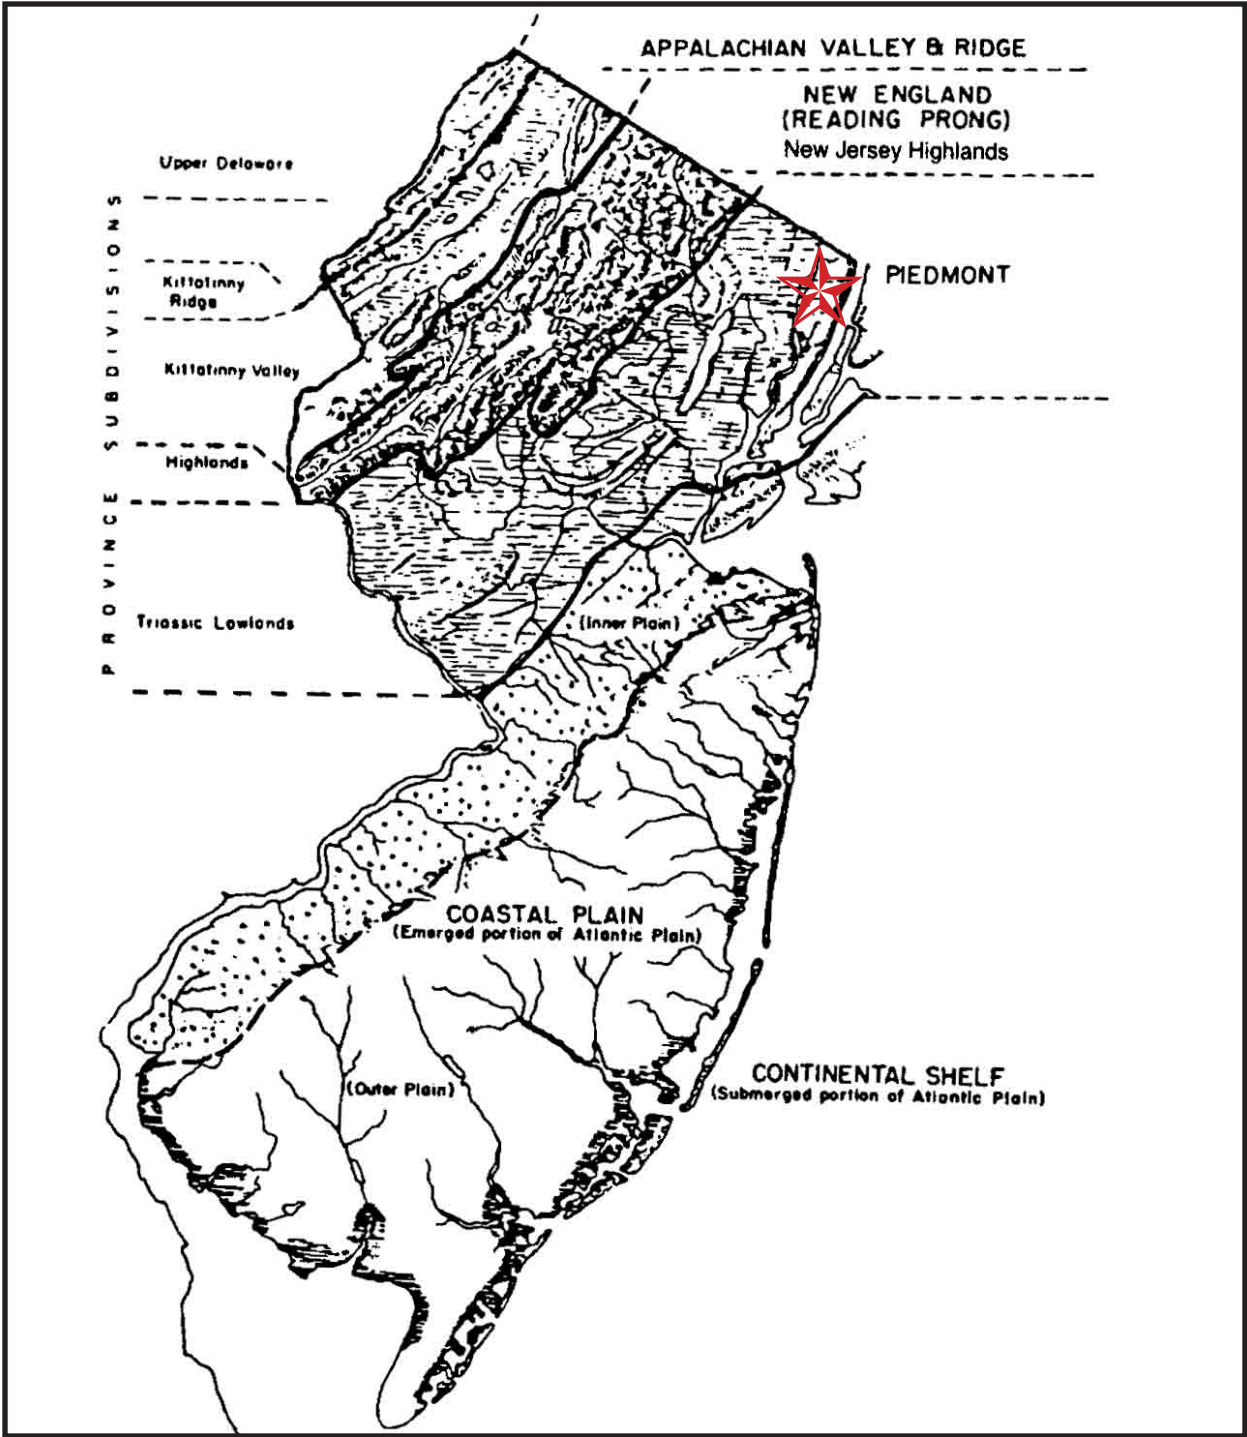 APPALACHIAN VALLEY & RIDGE
NEW ENGLAND
(READING PRONG)
New Jersey Highlands
PIEDMONT
PROVINCE SUBDIVISIONS
Upper Delaware
Kittatinny
Ridge
Kittatinny Valley
Highlands
Triassic Lowlands
(Inner Plain)
COASTAL PLAIN
(Emerged portion of Atlantic Plain)
(Outer Plain)
CONTINENTAL SHELF
(Submerged portion of Atlantic Plain)